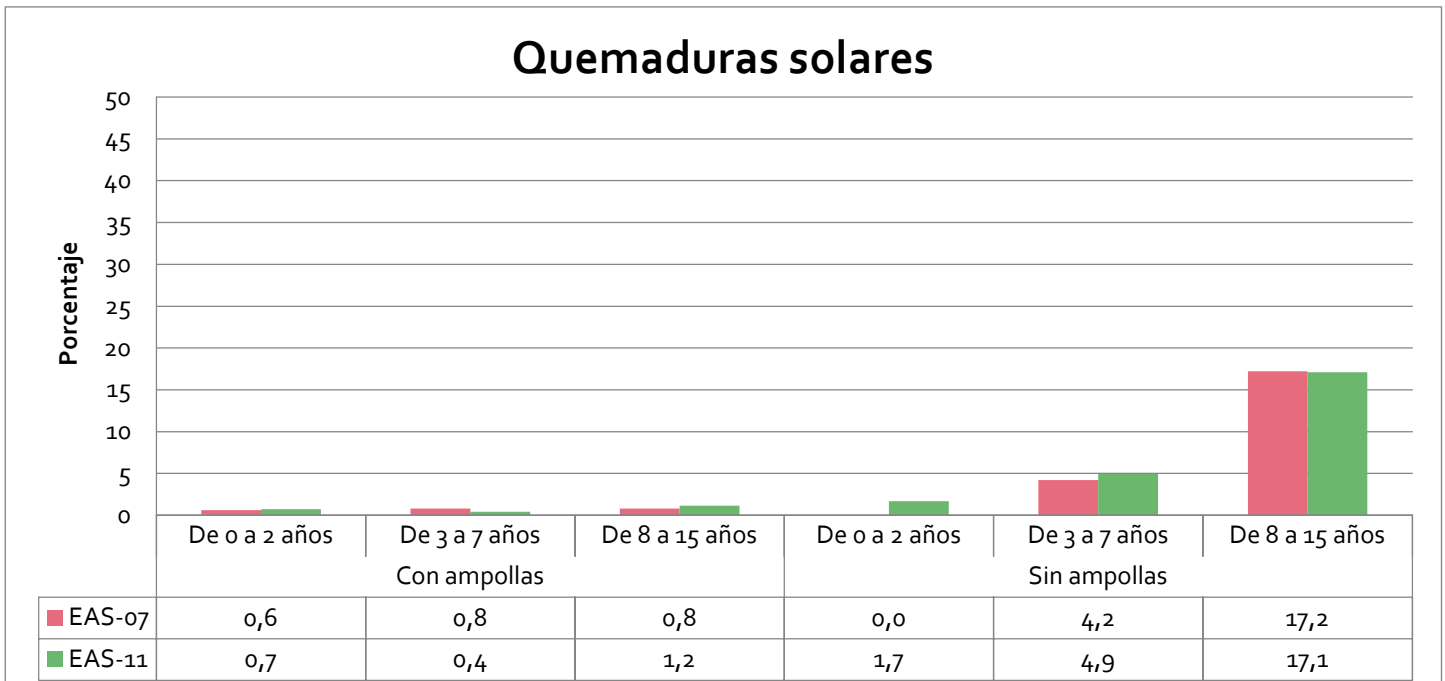 Quemaduras solares
Porcentaje
50
45
40
35
30
25
20
15
10
5
0
De 0 a 2 años De 3 a 7 años De 8 a 15 años De 0 a 2 años De 3 a 7 años De 8 a 15 años
Con ampollas Sin ampollas
EAS-07 0,6 0,8 0,8 0,0 4,2 17,2
EAS-11 0,7 0,4 1,2 1,7 4,9 17,1